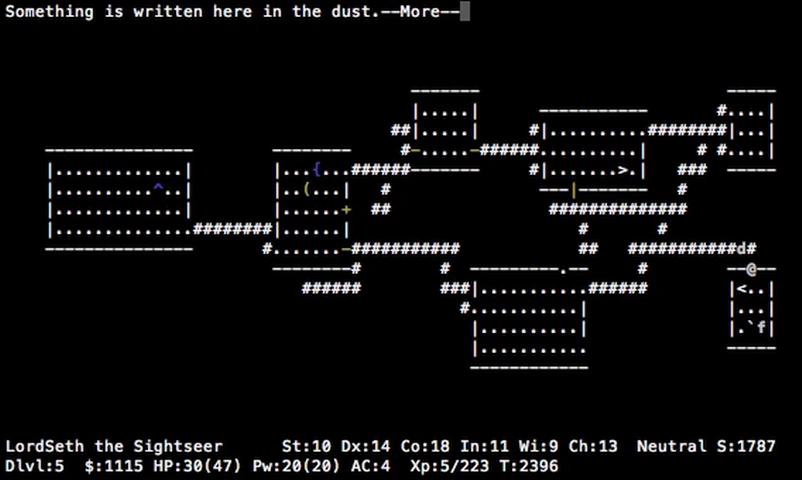 Something is written here in the dust.--More--
LordSeth the Sightseer St:10 Dx:14 Co:18 In:11 Wi:9 Ch:13 Neutral S:1787
Dlvl:5 $:1115 HP:30(47) Pw:20(20) AC:4 Xp:5/223 T:2396